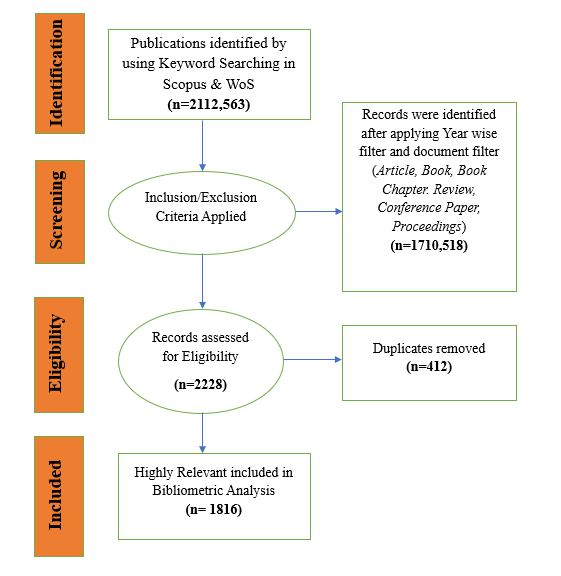 Identification
Publications identified by
using Keyword Searching in
Scopus & WoS
(n=2112,563)
Records were identified
after applying Year wise
filter and document filter
(Article, Book, Book
Chapter. Review,
Conference Paper,
Proceedings)
(n=1710,518)
Screening
Inclusion/Exclusion
Criteria Applied
Eligibility
Records assessed
for Eligibility
(n=2228)
Duplicates removed
(n=412)
Included
Highly Relevant included in
Bibliometric Analysis
(n= 1816)